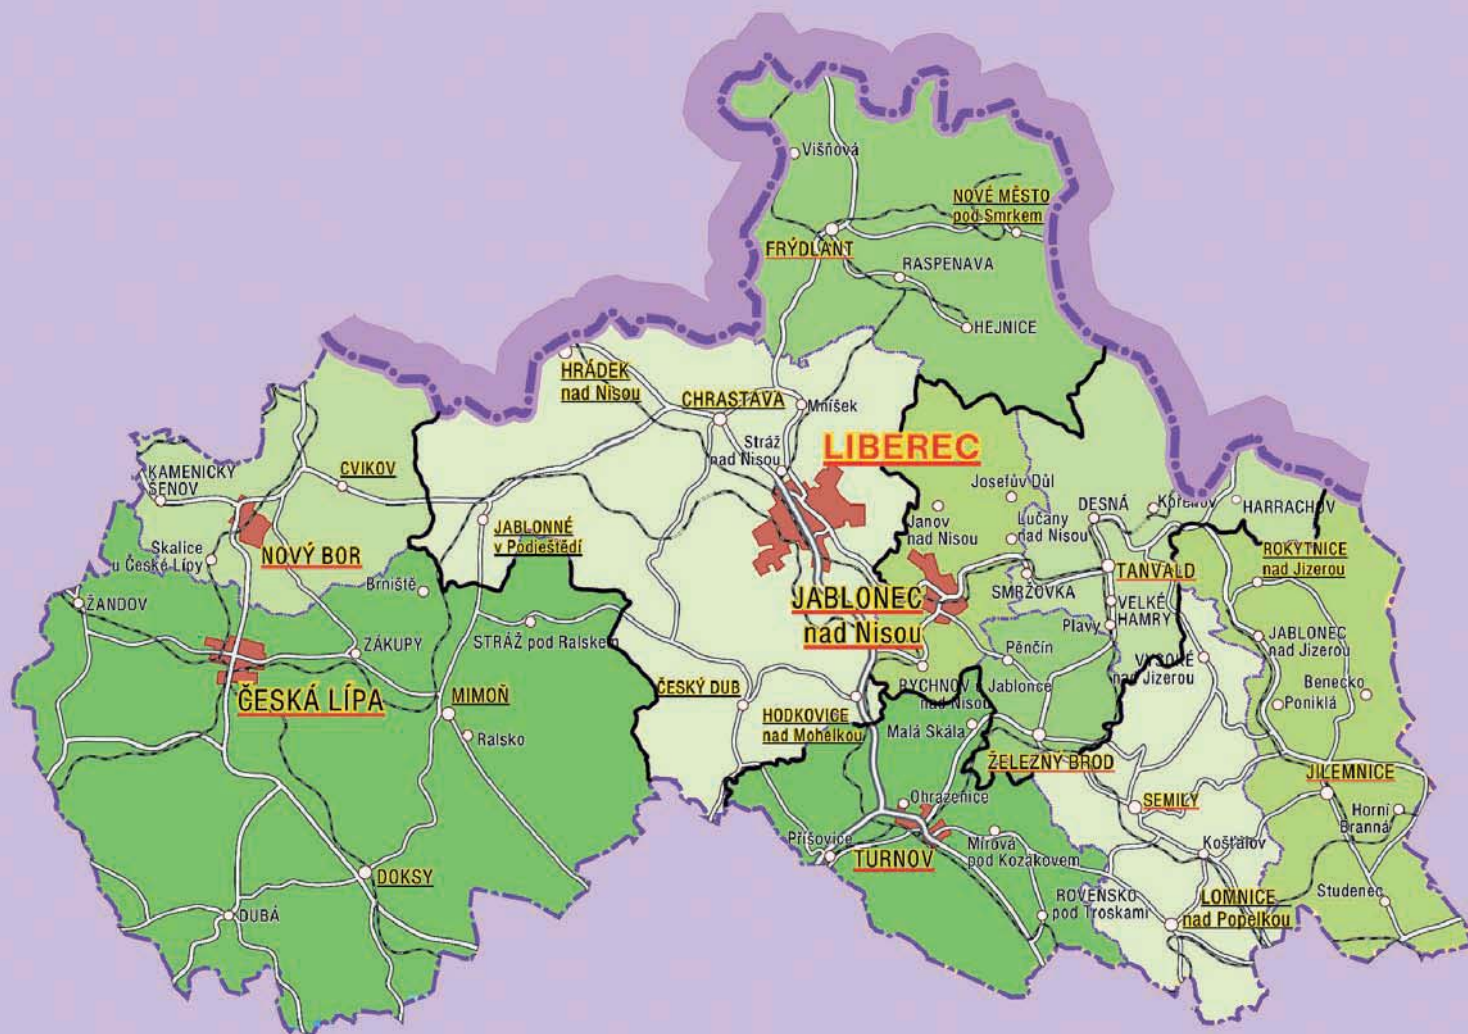 Višňová
NOVÉ MĚSTO
pod Smrkem
FRÝDLANT
RASPENAVA
HEJNICE
HRÁDEK
nad Nisou
CHRASTAVA
Mníšek
Stráž
nad Nisou
LIBEREC
KAMENICKÝ
ŠENOV
CVIKOV
JABLONNÉ
v Podještědí
Josefův Důl
Janov
nad Nisou
Lučany
nad Nisou
DESNÁ
Kořenov
HARRACHOV
Skalice
u České Lípy
NOVÝ BOR
Brniště
ROKYTNICE
nad Jizerou
TANVALD
SMRŽOVKA
JABLONEC
nad Nisou
VELKÉ
HAMRY
Plavy
ŽANDOV
ZÁKUPY
STRÁŽ pod Ralskem
JABLONEC
nad Jizerou
Pěnčín
VYSOKÉ
nad Jizerou
Benecko
Poniklá
ČESKÁ LÍPA
MIMOŇ
ČESKÝ DUB
RYCHNOV u Jablonce
nad Nisou
HODKOVICE
nad Mohelkou
Malá Skála
Ralsko
ŽELEZNÝ BROD
JILEMNICE
SEMILY
Ohrazenice
Horní
Branná
Příšovice
TURNOV
Mírová
pod Kozákovem
Košťálov
DOKSY
DUBÁ
ROVENSKO
pod Troskami
LOMNICE
nad Popelkou
Studenec